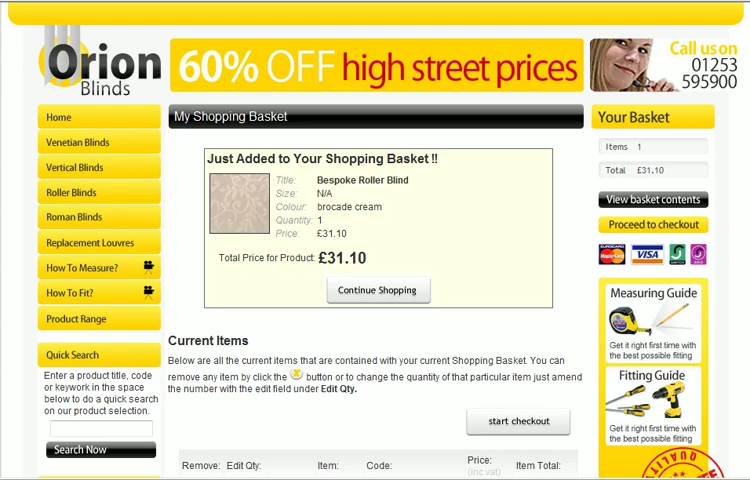 Orion
Blinds
60% OFF high street prices
Call us on
01253
595900
Home
Venetian Blinds
Vertical Blinds
Roller Blinds
Roman Blinds
Replacement Louvres
How To Measure?
How To Fit?
Product Range
Quick Search
Enter a product title, code
or keywork in the space
below to do a quick search
on our product selection.
Search Now
My Shopping Basket
Just Added to Your Shopping Basket !!
Title: Bespoke Roller Blind
Size: N/A
Colour: brocade cream
Quantity: 1
Price: £31.10
Total Price for Product: £31.10
Continue Shopping
Current Items
Below are all the current items that are contained with your current Shopping Basket. You can
remove any item by click the X button or to change the quantity of that particular item just amend
the number with the edit field under Edit Qty.
start checkout
Remove: Edit Qty: Item: Code: Price: Item Total:
(inc vat)
Your Basket
Items 1
Total £31.10
View basket contents
Proceed to checkout
EUROCARD
MasterCard
VISA
SWITCH
SOLO
Measuring Guide
Get it right first time with
the best possible fitting
Fitting Guide
Get it right first time with
the best possible fitting
QUALITY